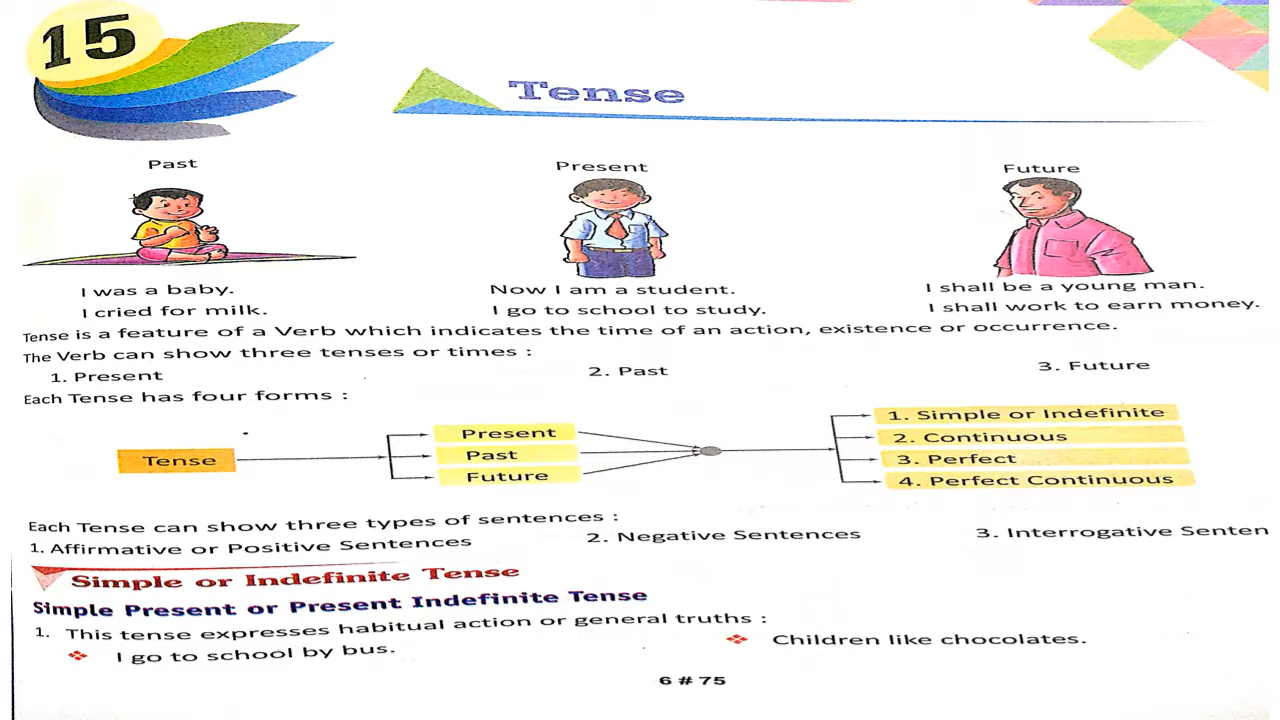 15
Tense
Past Present Future
I was a baby. Now I am a student. I shall be a young man.
I cried for milk. I go to school to study. I shall work to earn money.
Tense is a feature of a Verb which indicates the time of an action, existence or occurrence.
The Verb can show three tenses or times :
1. Present 2. Past 3. Future
Each Tense has four forms :
Tense
Present
Past
Future
1. Simple or Indefinite
2. Continuous
3. Perfect
4. Perfect Continuous
Each Tense can show three types of sentences :
1. Affirmative or Positive Sentences 2. Negative Sentences 3. Interrogative Senten
Simple or Indefinite Tense
Simple Present or Present Indefinite Tense
1. This tense expresses habitual action or general truths :
❖ I go to school by bus. ❖ Children like chocolates.
6 # 75